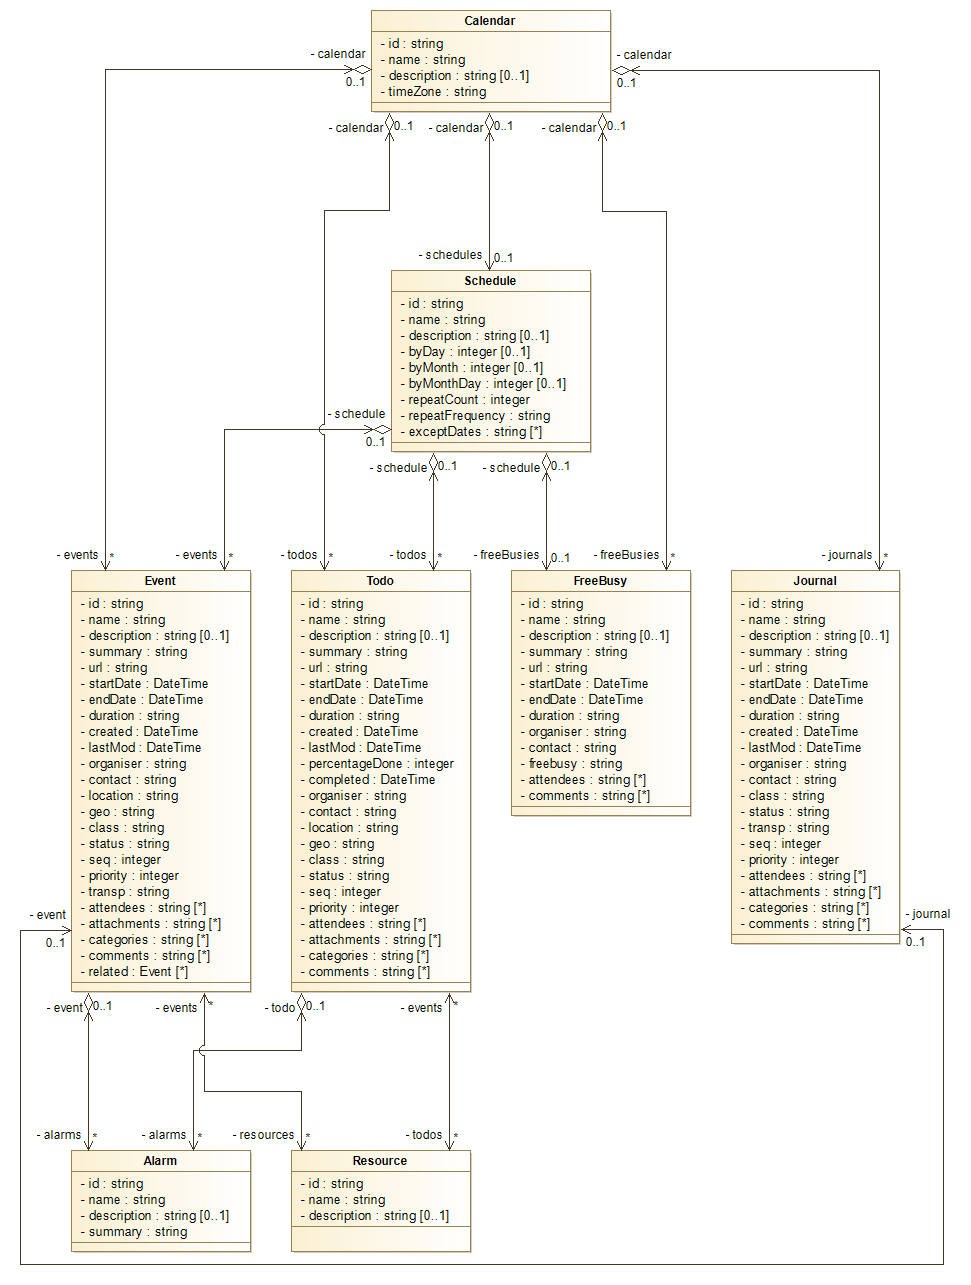 Calendar
- id : string
- name : string
- description : string [0..1]
- timeZone : string
- calendar
0..1
- calendar
0..1
- calendar
0..1
- calendar
0..1
- calendar
0..1
- schedules
0..1
Schedule
- id : string
- name : string
- description : string [0..1]
- byDay : integer [0..1]
- byMonth : integer [0..1]
- byMonthDay : integer [0..1]
- repeatCount : integer
- repeatFrequency : string
- exceptDates : string [*]
- schedule
0..1
- schedule
0..1
- schedule
0..1
- events
*
- events
*
- todos
*
- todos
*
- freeBusies
0..1
- freeBusies
*
- journals
*
Event
- id : string
- name : string
- description : string [0..1]
- summary : string
- url : string
- startDate : DateTime
- endDate : DateTime
- duration : string
- created : DateTime
- lastMod : DateTime
- organiser : string
- contact : string
- location : string
- geo : string
- class : string
- status : string
- seq : integer
- priority : integer
- transp : string
- attendees : string [*]
- attachments : string [*]
- categories : string [*]
- comments : string [*]
- related : Event [*]
Todo
- id : string
- name : string
- description : string [0..1]
- summary : string
- url : string
- startDate : DateTime
- endDate : DateTime
- duration : string
- created : DateTime
- lastMod : DateTime
- percentageDone : integer
- completed : DateTime
- organiser : string
- contact : string
- location : string
- geo : string
- class : string
- status : string
- seq : integer
- priority : integer
- attendees : string [*]
- attachments : string [*]
- categories : string [*]
- comments : string [*]
FreeBusy
- id : string
- name : string
- description : string [0..1]
- summary : string
- url : string
- startDate : DateTime
- endDate : DateTime
- duration : string
- organiser : string
- contact : string
- freebusy : string
- attendees : string [*]
- comments : string [*]
Journal
- id : string
- name : string
- description : string [0..1]
- summary : string
- url : string
- startDate : DateTime
- endDate : DateTime
- duration : string
- created : DateTime
- lastMod : DateTime
- organiser : string
- contact : string
- class : string
- status : string
- transp : string
- seq : integer
- priority : integer
- attendees : string [*]
- attachments : string [*]
- categories : string [*]
- comments : string [*]
- event
0..1
- journal
0..1
- event
0..1
- events
*
- todo
0..1
- events
*
- alarms
*
- alarms
*
- resources
*
- todos
*
Alarm
- id : string
- name : string
- description : string [0..1]
- summary : string
Resource
- id : string
- name : string
- description : string [0..1]